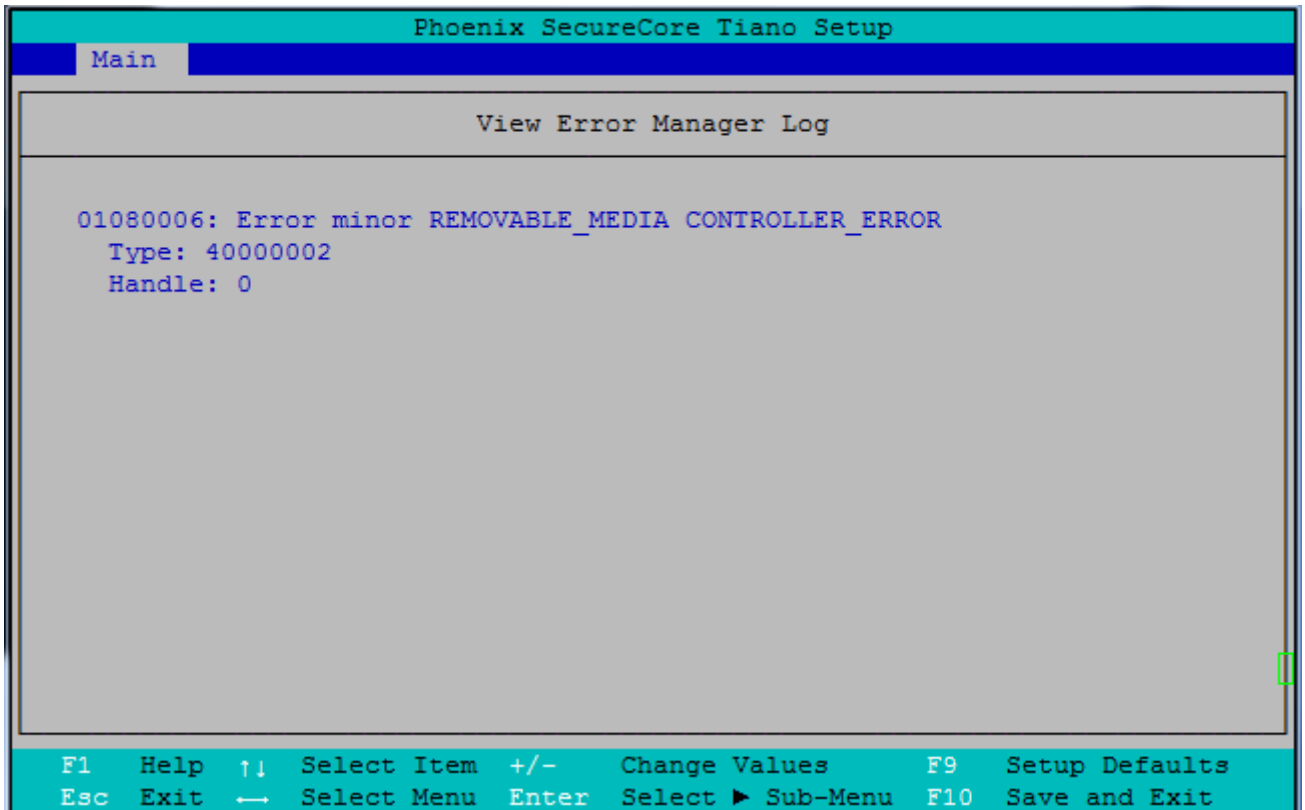 Phoenix SecureCore Tiano Setup
Main
View Error Manager Log
01080006: Error minor REMOVABLE_MEDIA CONTROLLER_ERROR
Type: 40000002
Handle: 0
F1 Help ↑↓ Select Item +/- Change Values F9 Setup Defaults
Esc Exit ←→ Select Menu Enter Select ▶ Sub-Menu F10 Save and Exit